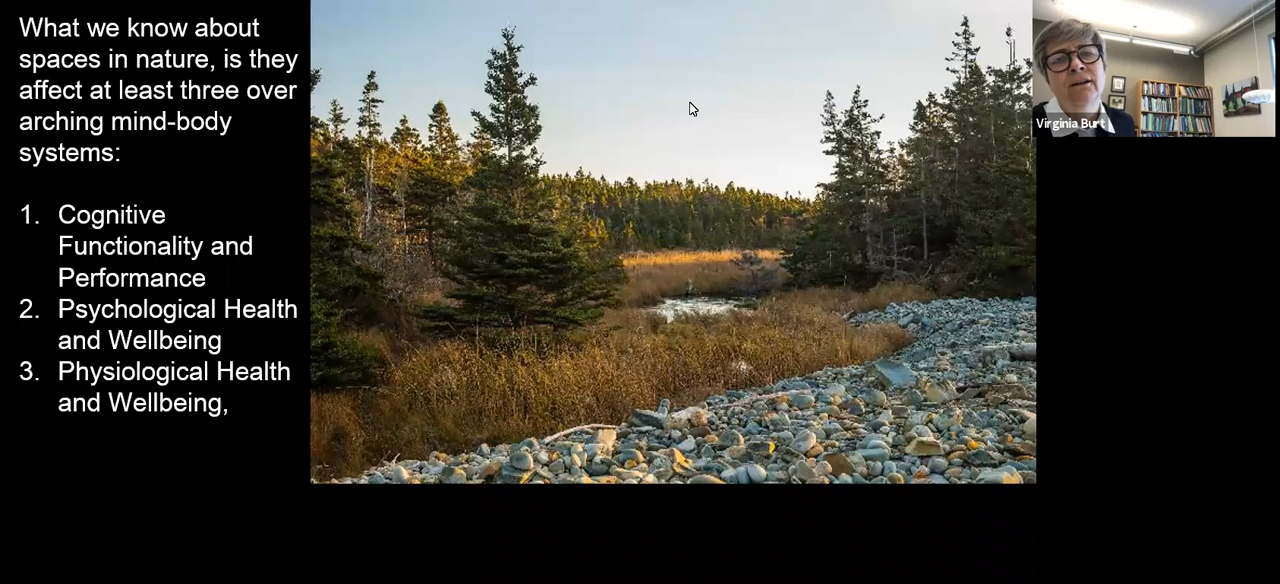 What we know about
spaces in nature, is they
affect at least three over
arching mind-body
systems:
1. Cognitive
Functionality and
Performance
2. Psychological Health
and Wellbeing
3. Physiological Health
and Wellbeing,
Virginia Burt